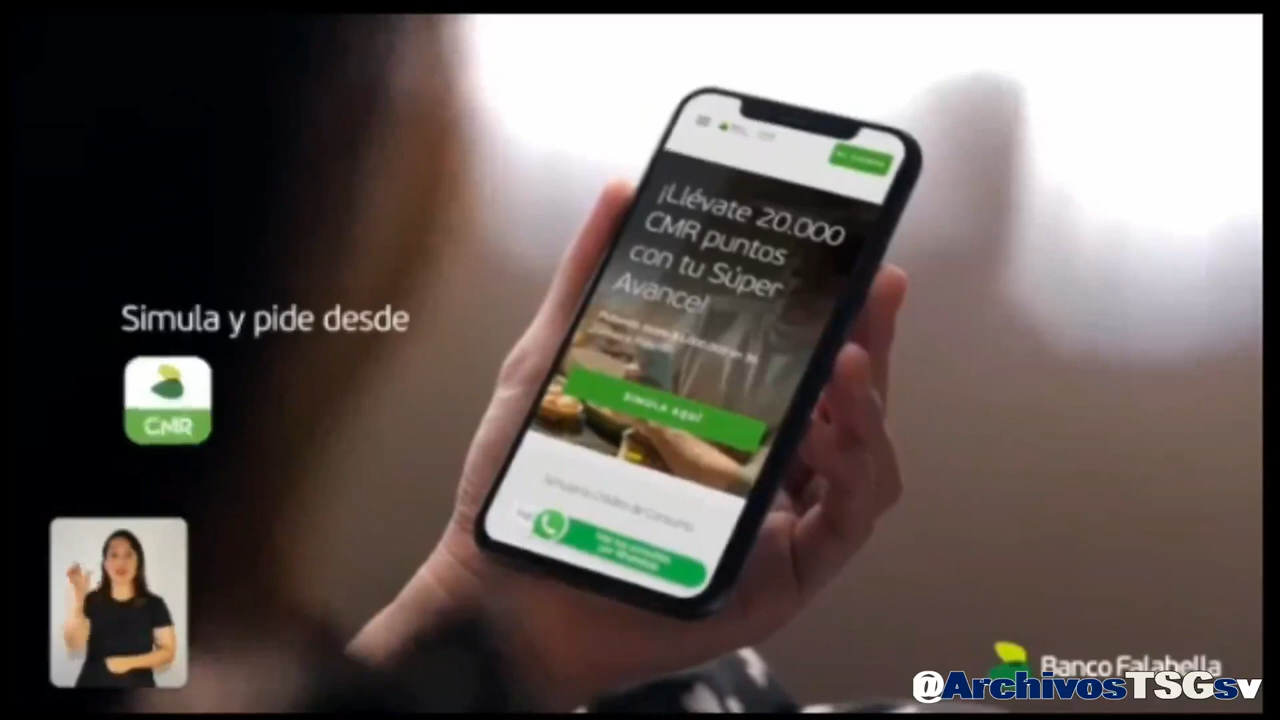 ¡Llévate 20.000
CMR puntos
con tu Súper
Avance!
SIMULA AQUÍ
Simula y pide desde
CMR
Banco Falabella
@ArchivosTSGsv